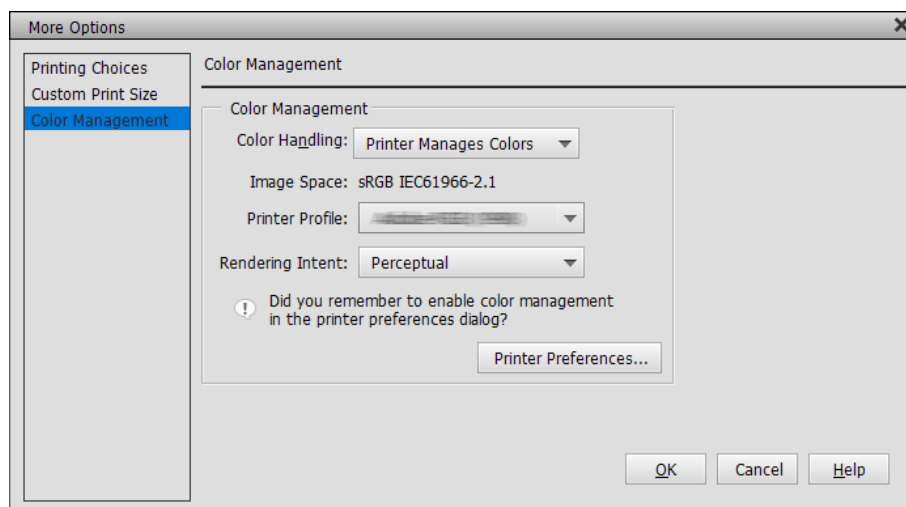 More Options
Printing Choices
Custom Print Size
Color Management
Color Management
Color Management
Color Handling: Printer Manages Colors
Image Space: sRGB IEC61966-2.1
Printer Profile:
Rendering Intent: Perceptual
! Did you remember to enable color management
in the printer preferences dialog?
Printer Preferences...
OK Cancel Help